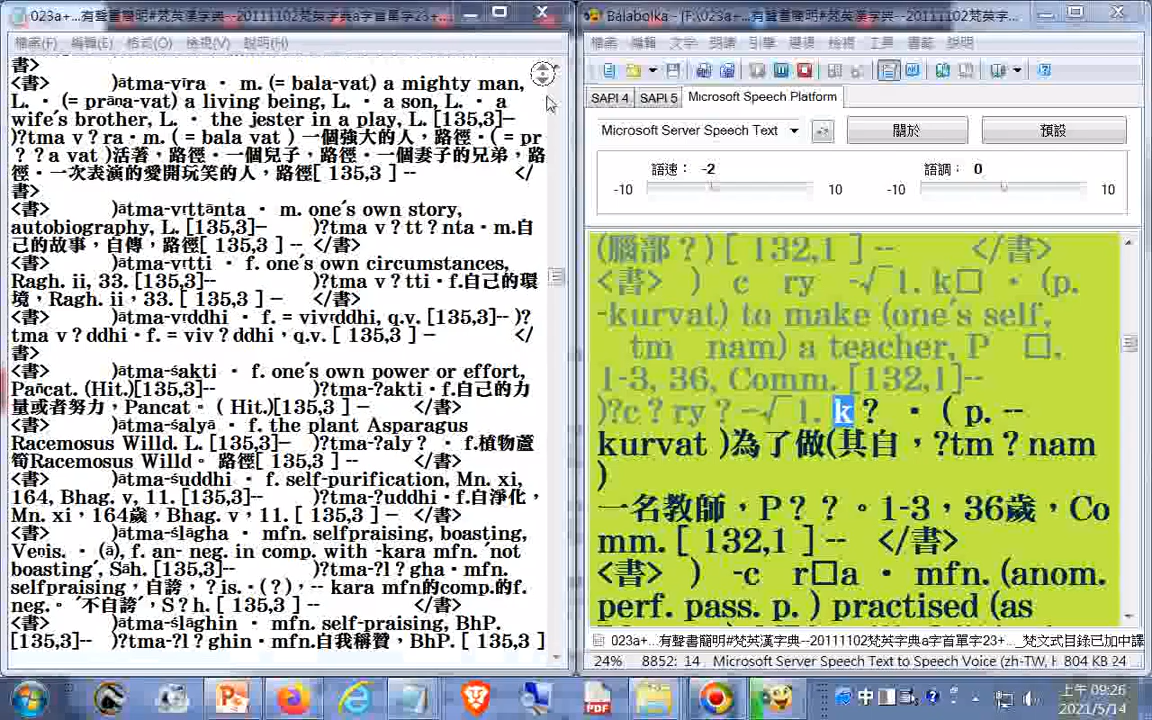 023a+...有聲書簡明#梵英漢字典--20111102梵英字典a字首單字23+...
檔案(F) 編輯(E) 格式(O) 檢視(V) 說明(H)
書>
<書> )ātma-vīra • m. (= bala-vat) a mighty man,
L. • (= prāṇa-vat) a living being, L. • a son, L. • a
wife's brother, L. • the jester in a play, L. [135,3]--
)?tma v ? ra • m. ( = bala vat ) 一個強大的人，路徑 • ( = pr
? ? a vat )活著，路徑 • 一個兒子，路徑 • 一個妻子的兄弟，路
徑 • 一次表演的愛開玩笑的人，路徑[ 135,3 ] -- </
書>
<書> )ātma-vṛttānta • m. one's own story,
autobiography, L. [135,3]-- )?tma v ? tt ? nta • m.自
己的故事，自傳，路徑[ 135,3 ] -- </書>
<書> )ātma-vṛtti • f. one's own circumstances,
Ragh. ii, 33. [135,3]-- )?tma v ? tti • f.自己的環
境，Ragh. ii，33. [ 135,3 ] -- </書>
<書> )ātma-vṛddhi • f. = vivṛddhi, q.v. [135,3]-- )?
tma v ? ddhi • f. = viv ? ddhi，q.v. [ 135,3 ] -- </
書>
<書> )ātma-śakti • f. one's own power or effort,
Pañcat. (Hit.)[135,3]-- )?tma-?akti • f.自己的力
量或者努力，Pancat. • ( Hit.)[135,3 ] -- </書>
<書> )ātma-śalyā • f. the plant Asparagus
Racemosus Willd. L. [135,3]-- )?tma-?aly ? • f.植物蘆
筍Racemosus Willd。路徑[ 135,3 ] -- </書>
<書> )ātma-śuddhi • f. self-purification, Mn. xi,
164, Bhag. v, 11. [135,3]-- )?tma-?uddhi • f.自淨化，
Mn. xi，164歲，Bhag. v，11. [ 135,3 ] -- </書>
<書> )ātma-ślāgha • mfn. selfpraising, boasting,
Veṇis. • (ā), f. an- neg. in comp. with -kara mfn. 'not
boasting', Sāh. [135,3]-- )?tma-?l ? gha • mfn.
selfpraising，自誇，?is. • (?)，-- kara mfn的comp.的f.
neg.。'不自誇'，S?h. [ 135,3 ] -- </書>
<書> )ātma-ślāghin • mfn. self-praising, BhP.
[135,3]-- )?tma-?l ? ghin • mfn.自我稱贊，BhP. [ 135,3 ]
Balabolka - [F:\023a+...有聲書簡明#梵英漢字典--20111102梵英字...
檔案 編輯 文字 朗讀 引擎 選項 檢視 工具 書籤 說明
SAPI 4 SAPI 5 Microsoft Speech Platform
Microsoft Server Speech Text 關於 預設
語速： -2 語調： 0
-10 10 -10 10
(腦部 ? ) [ 132,1 ] -- </書>
<書> ) c ry -√ 1. k□ • (p.
-kurvat) to make (one's self,
tm nam) a teacher, P □.
1-3, 36, Comm. [132,1]--
)?c ? ry ? -√ 1. k ? • ( p. --
kurvat )為了做(其自，?tm ? nam
)
一名教師，P ? ? 。1-3，36歲，Co
mm. [ 132,1 ] -- </書>
<書> ) -c r□a • mfn. (anom.
perf. pass. p. ) practised (as
023a+...有聲書簡明#梵英漢字典--20111102梵英字典a字首單字23+..._梵文式目錄已加中譯
24% 8852: 14 Microsoft Server Speech Text to Speech Voice (zh-TW, H 804 KB 24
中
上午 09:26
2021/5/14